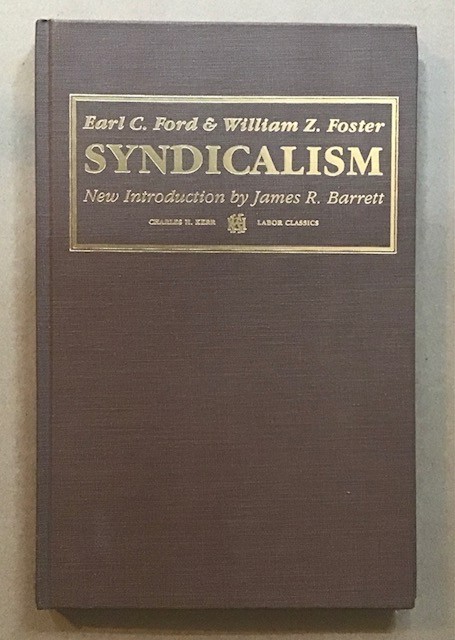 Earl C. Ford & William Z. Foster
SYNDICALISM
New Introduction by James R. Barrett
CHARLES H. KERR LABOR CLASSICS